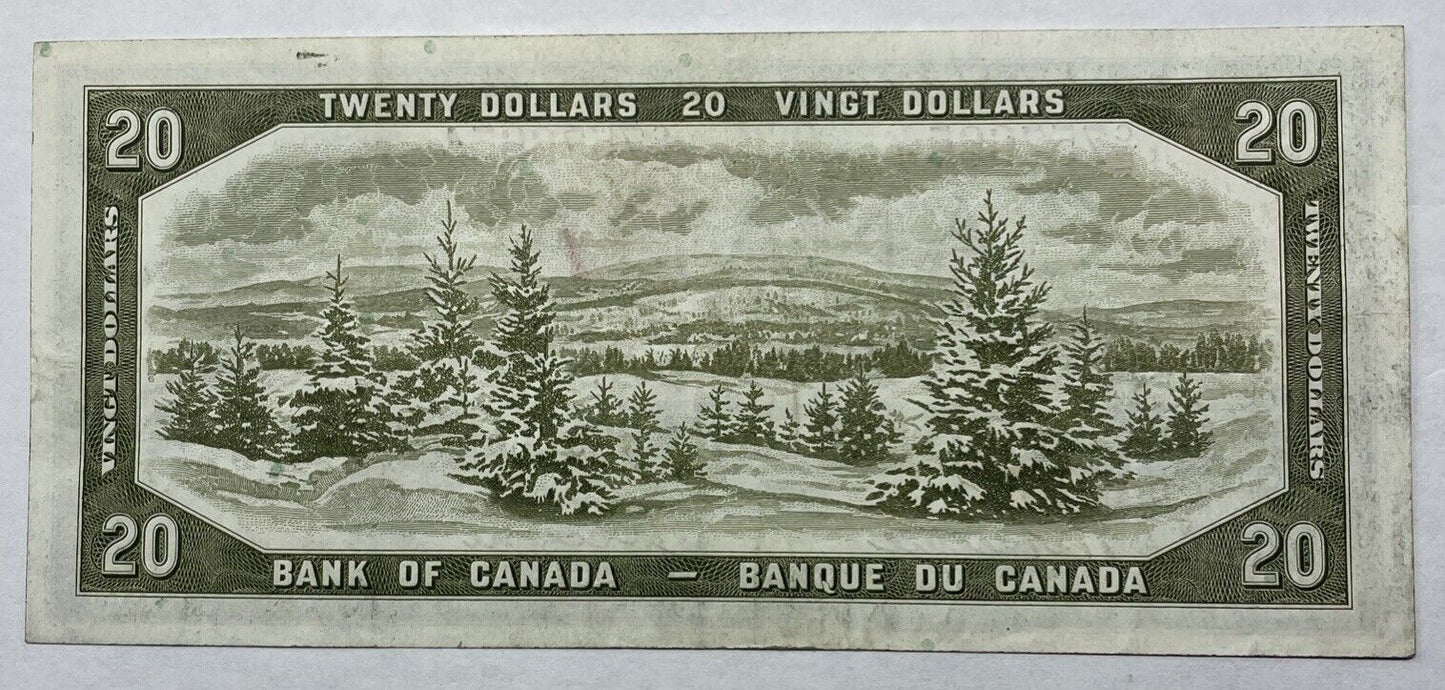 TWENTY DOLLARS 20 VINGT DOLLARS
20
20
VINGT DOLLARS
TWENTY DOLLARS
20
20
BANK OF CANADA — BANQUE DU CANADA